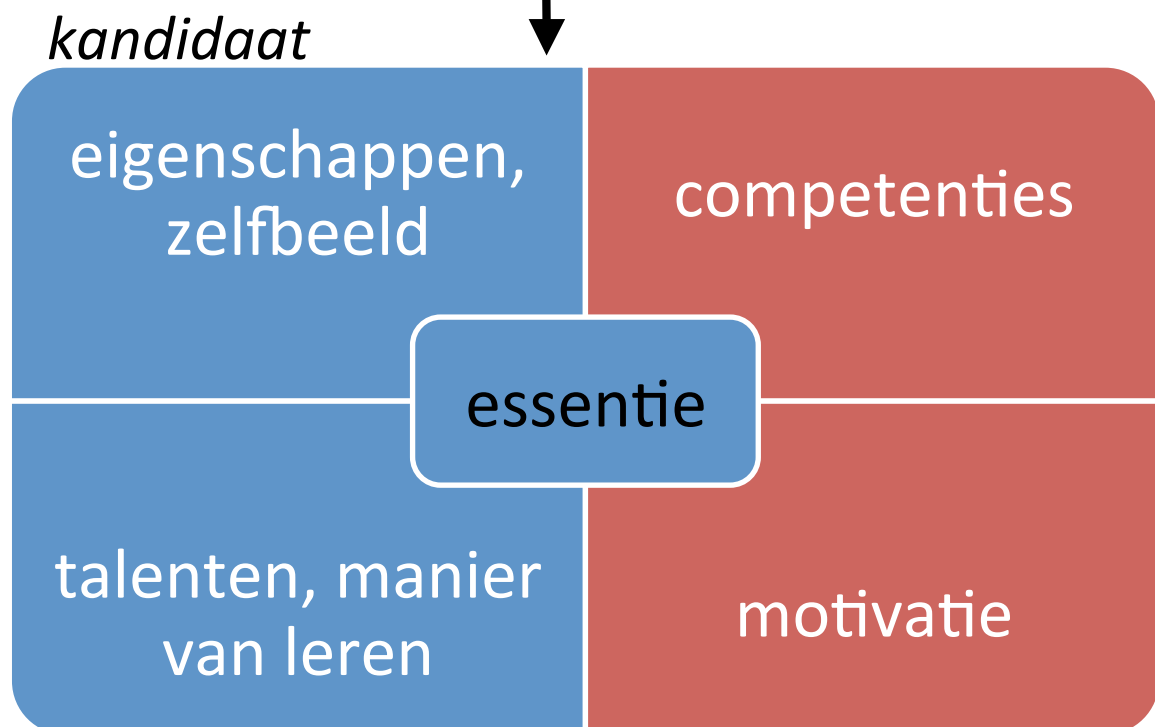 kandidaat
eigenschappen,
zelfbeeld
competenties
essentie
talenten, manier
van leren
motivatie